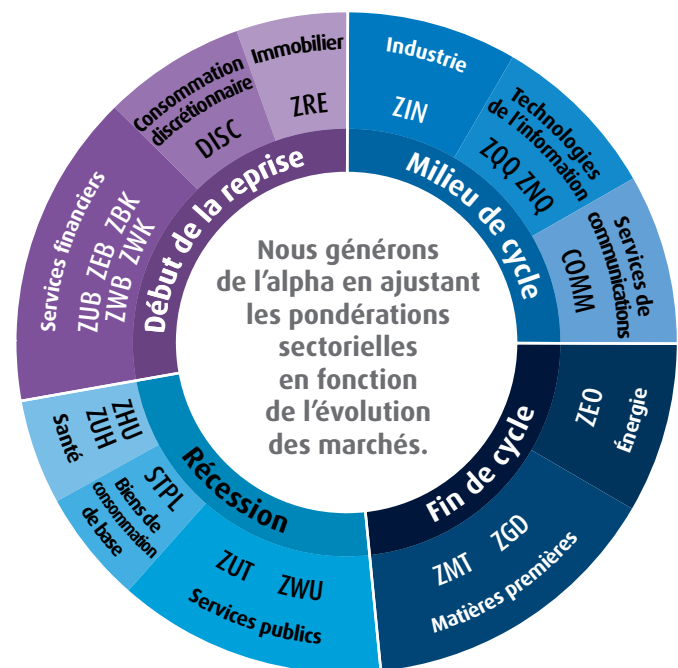 Nous générons
de l’alpha en ajustant
les pondérations
sectorielles
en fonction
de l’évolution
des marchés.
Début de la reprise
Services financiers
ZUB ZEB ZBK
ZWB ZWK
Consommation
discrétionnaire
DISC
Immobilier
ZRE
Milieu de cycle
Industrie
ZIN
Technologies
de l’information
ZQQ ZNQ
Services de
communications
COMM
Fin de cycle
Énergie
ZEO
Matières premières
ZMT ZGD
Récession
Services publics
ZUT ZWU
Biens de
consommation
de base
STPL
Santé
ZUH
ZHU